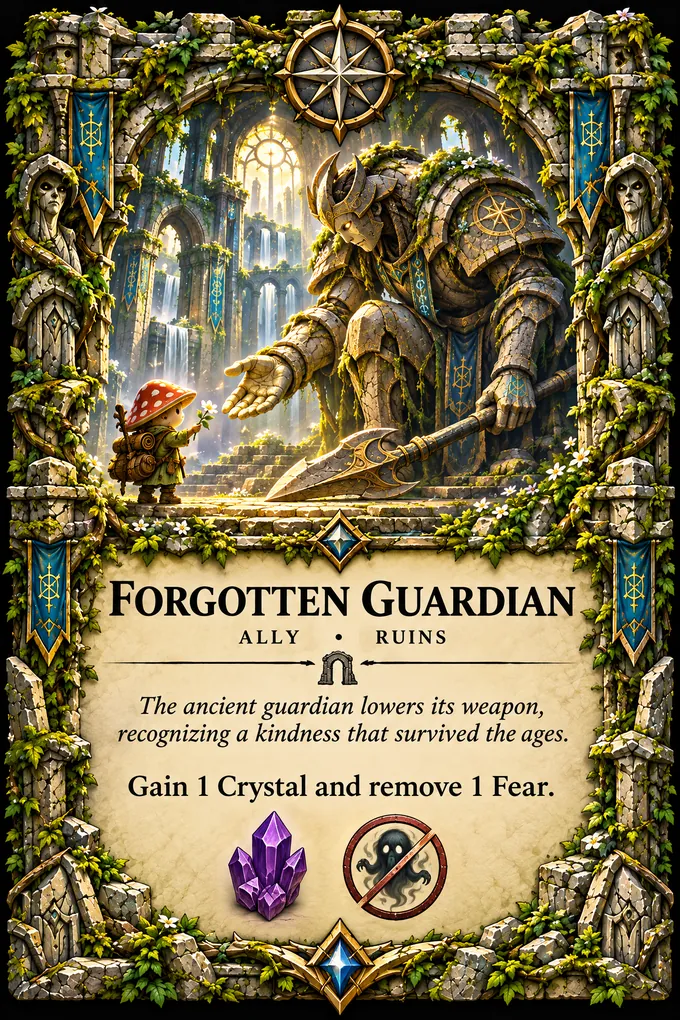 FORGOTTEN GUARDIAN
ALLY • RUINS
The ancient guardian lowers its weapon,
recognizing a kindness that survived the ages.
Gain 1 Crystal and remove 1 Fear.